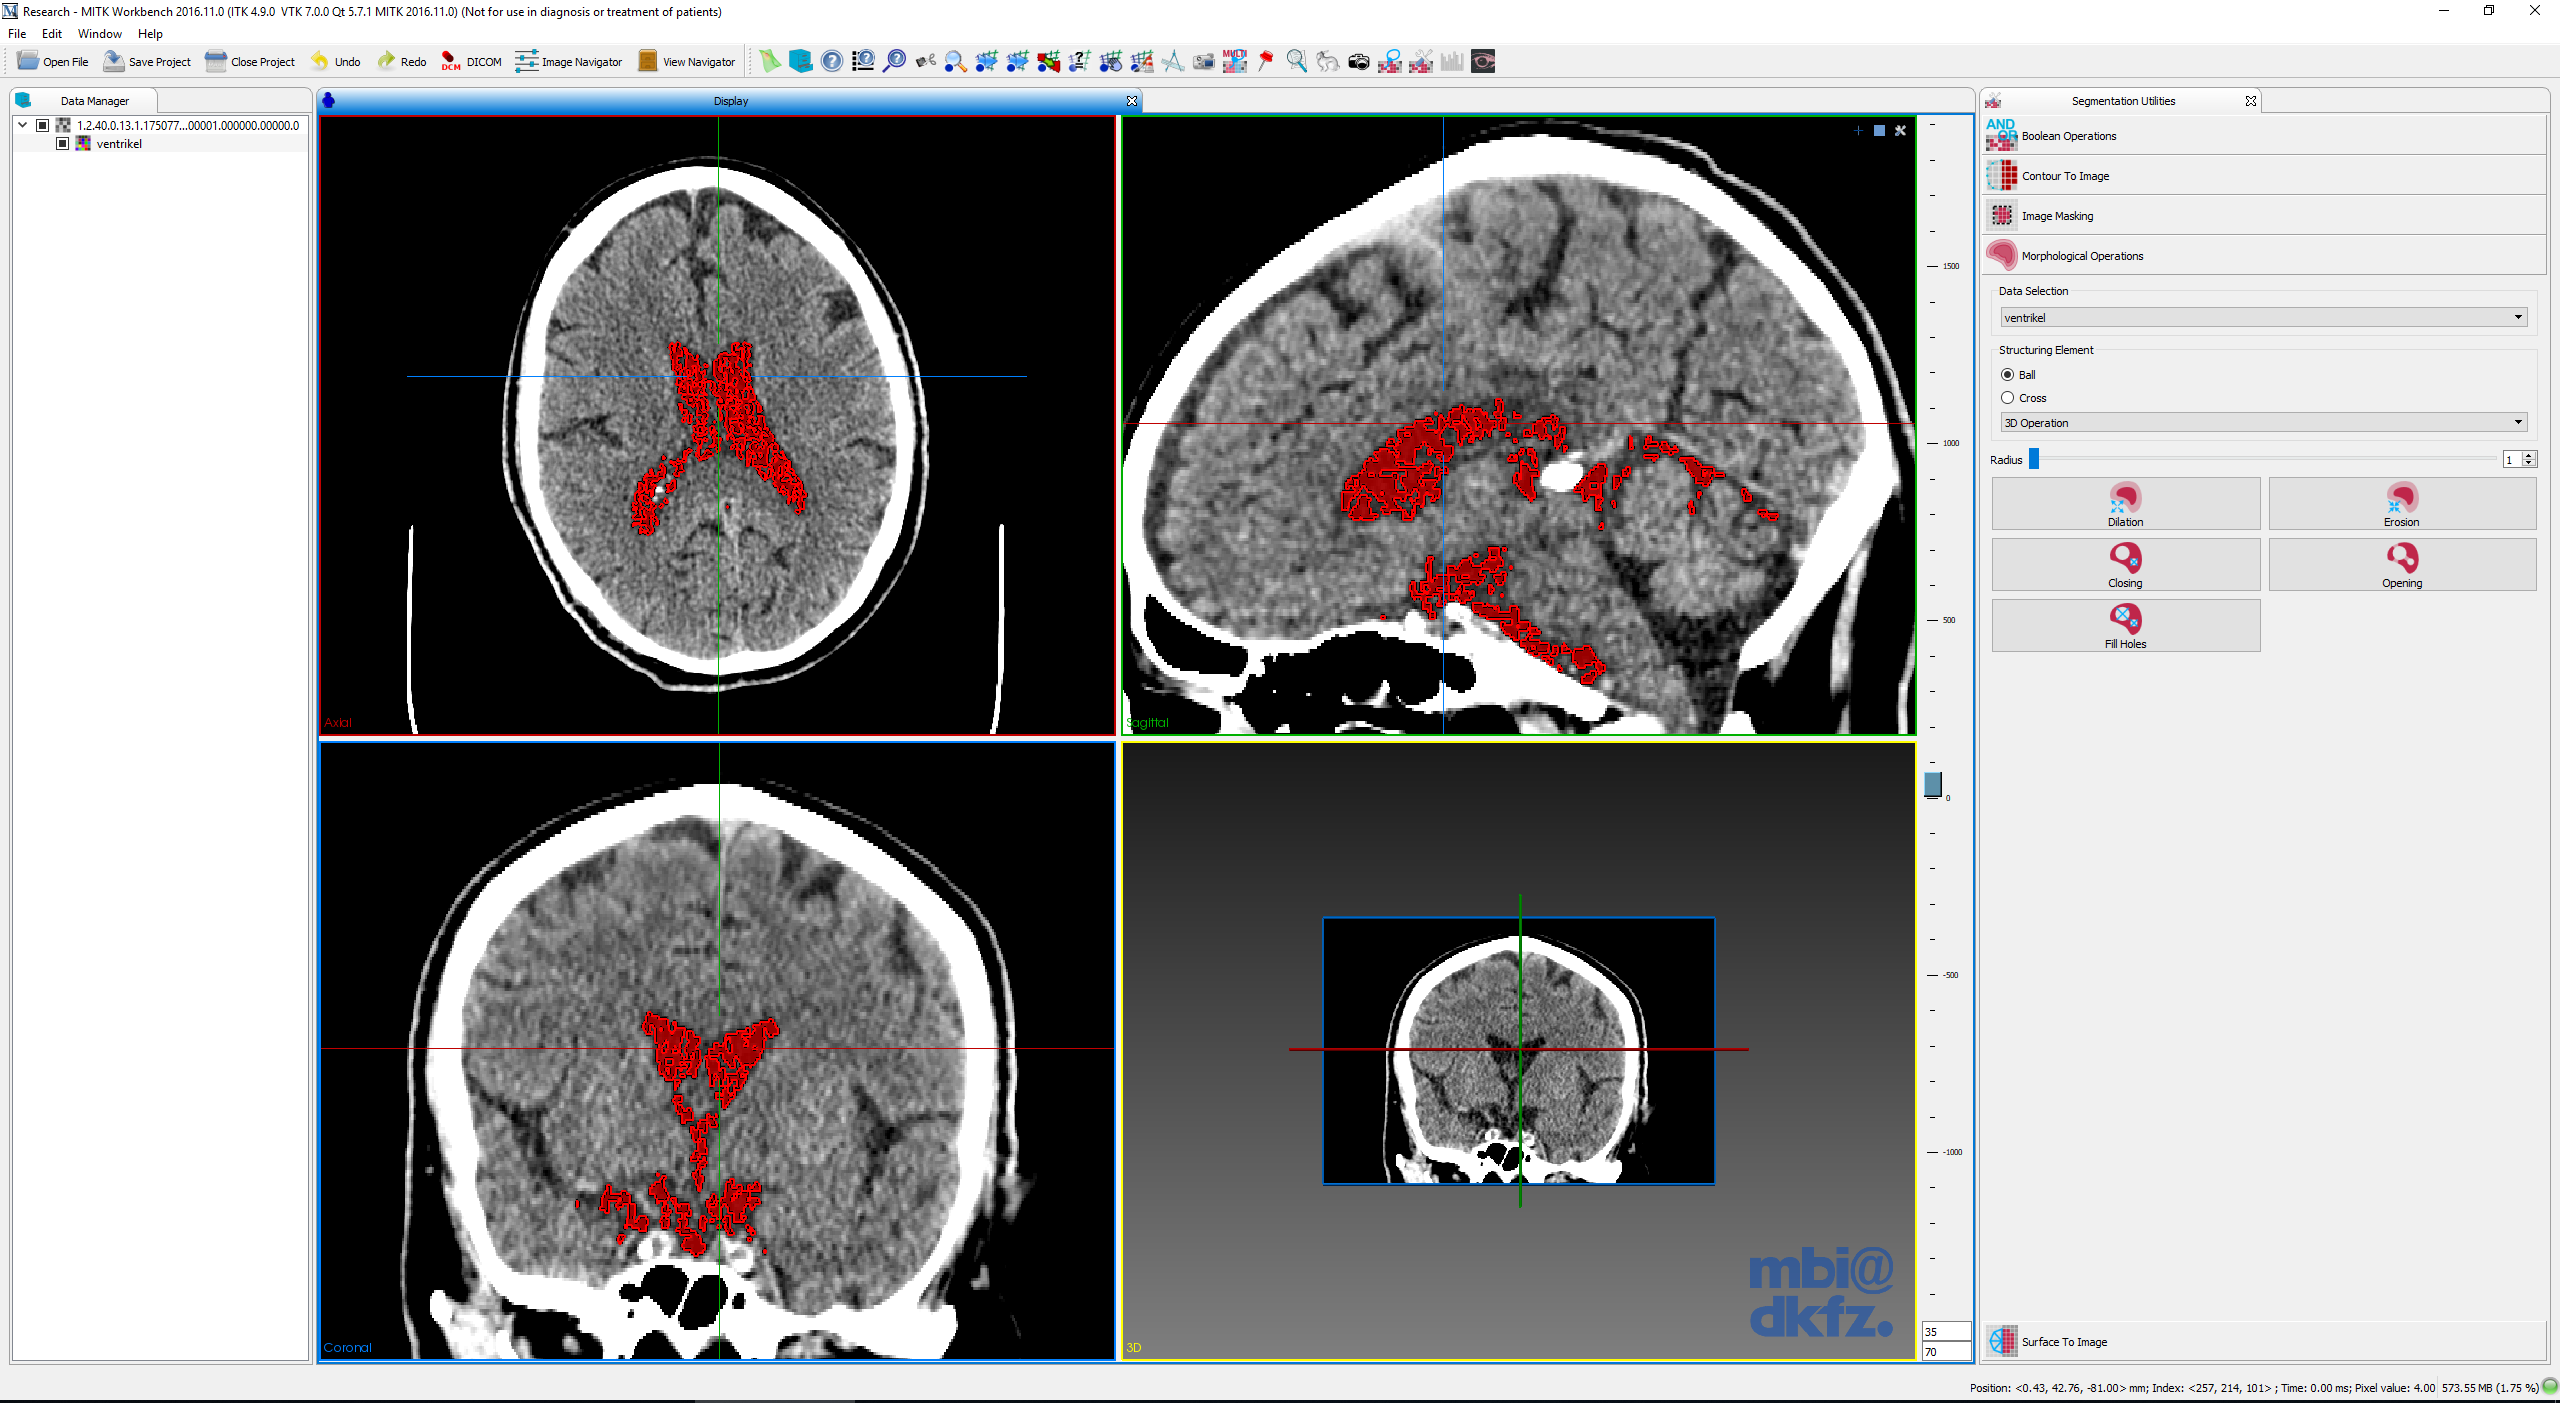 Research - MITK Workbench 2016.11.0 (ITK 4.9.0  VTK 7.0.0 Qt 5.7.1 MITK 2016.11.0) (Not for use in diagnosis or treatment of patients)
File Edit Window Help
Open File Save Project Close Project Undo Redo DCM DICOM Image Navigator View Navigator MULTI
Data Manager
1.2.40.0.13.1.175077...00001.000000.00000.0
ventrikel
Display
Axial
Sagittal
Coronal
3D
mbi@
dkfz.
1500
1000
500
0
-500
-1000
35
70
Segmentation Utilities
AND
OR
Boolean Operations
Contour To Image
Image Masking
Morphological Operations
Data Selection
ventrikel
Structuring Element
Ball
Cross
3D Operation
Radius 1
Dilation Erosion
Closing Opening
Fill Holes
Surface To Image
Position: <0.43, 42.76, -81.00> mm; Index: <257, 214, 101> ; Time: 0.00 ms; Pixel value: 4.00 573.55 MB (1.75 %)